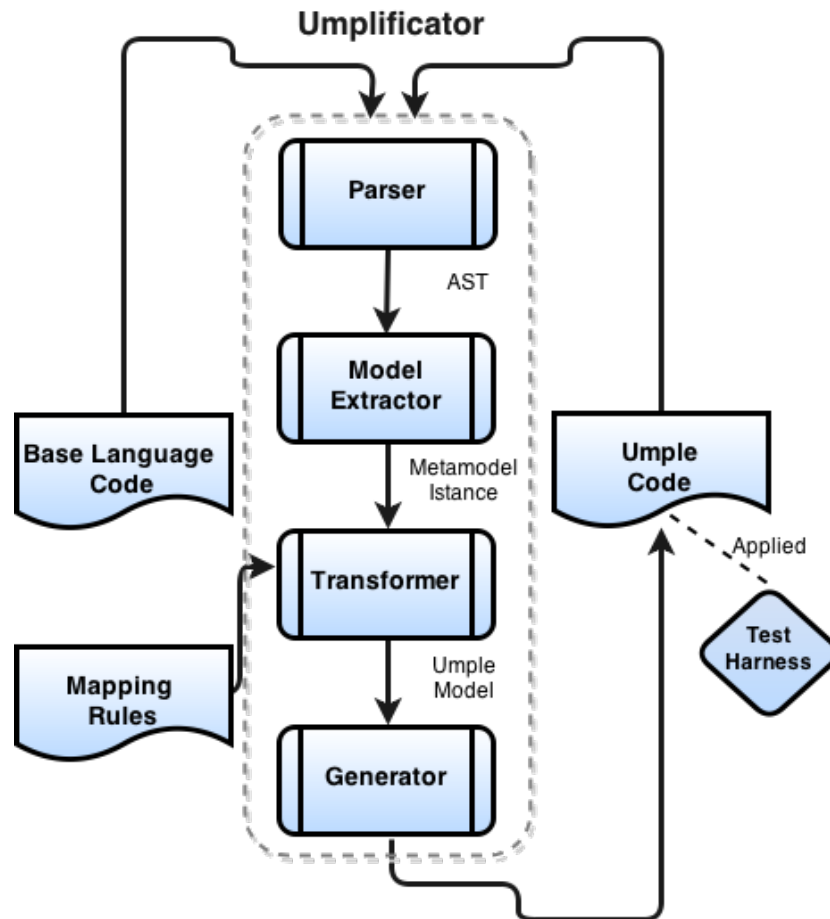 Umplificator
Parser
AST
Model
Extractor
Base Language
Code
Metamodel
Istance
Umple
Code
Applied
Transformer
Test
Harness
Mapping
Rules
Umple
Model
Generator